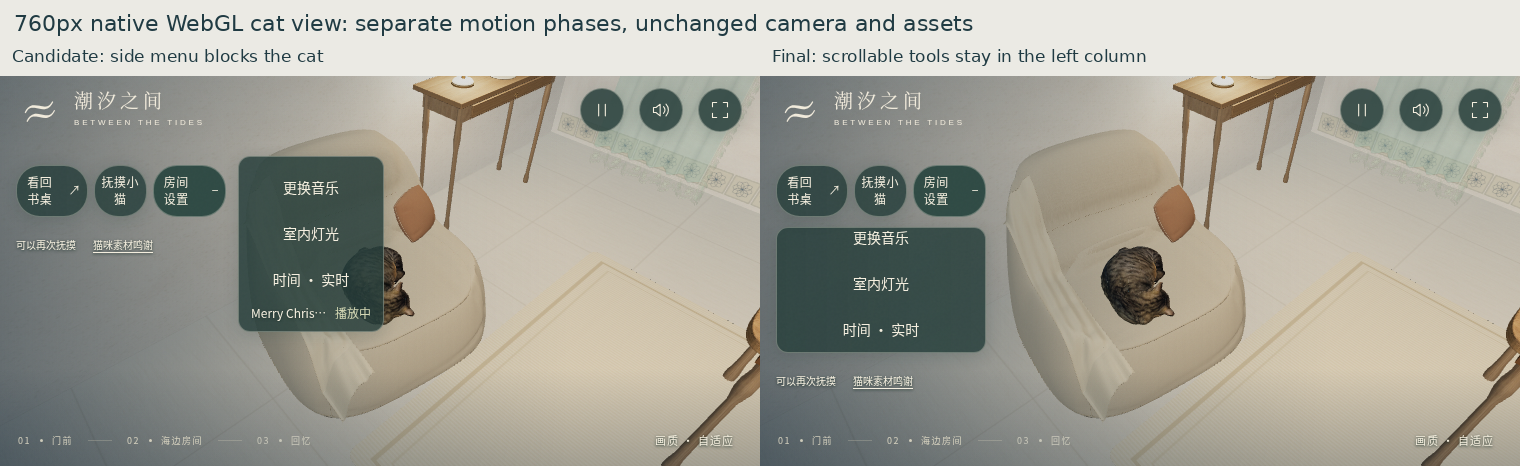 760px native WebGL cat view: separate motion phases, unchanged camera and assets
Candidate: side menu blocks the cat
潮汐之间
BETWEEN THE TIDES
看回
书桌 ↗
抚摸小
猫
房间
设置 –
更换音乐
室内灯光
时间 · 实时
Merry Chris··· 播放中
可以再次抚摸 猫咪素材鸣谢
01 • 门前 02 • 海边房间 03 • 回忆
画质 · 自适应
Final: scrollable tools stay in the left column
潮汐之间
BETWEEN THE TIDES
看回
书桌 ↗
抚摸小
猫
房间
设置 –
更换音乐
室内灯光
时间 · 实时
可以再次抚摸 猫咪素材鸣谢
01 • 门前 02 • 海边房间 03 • 回忆
画质 · 自适应